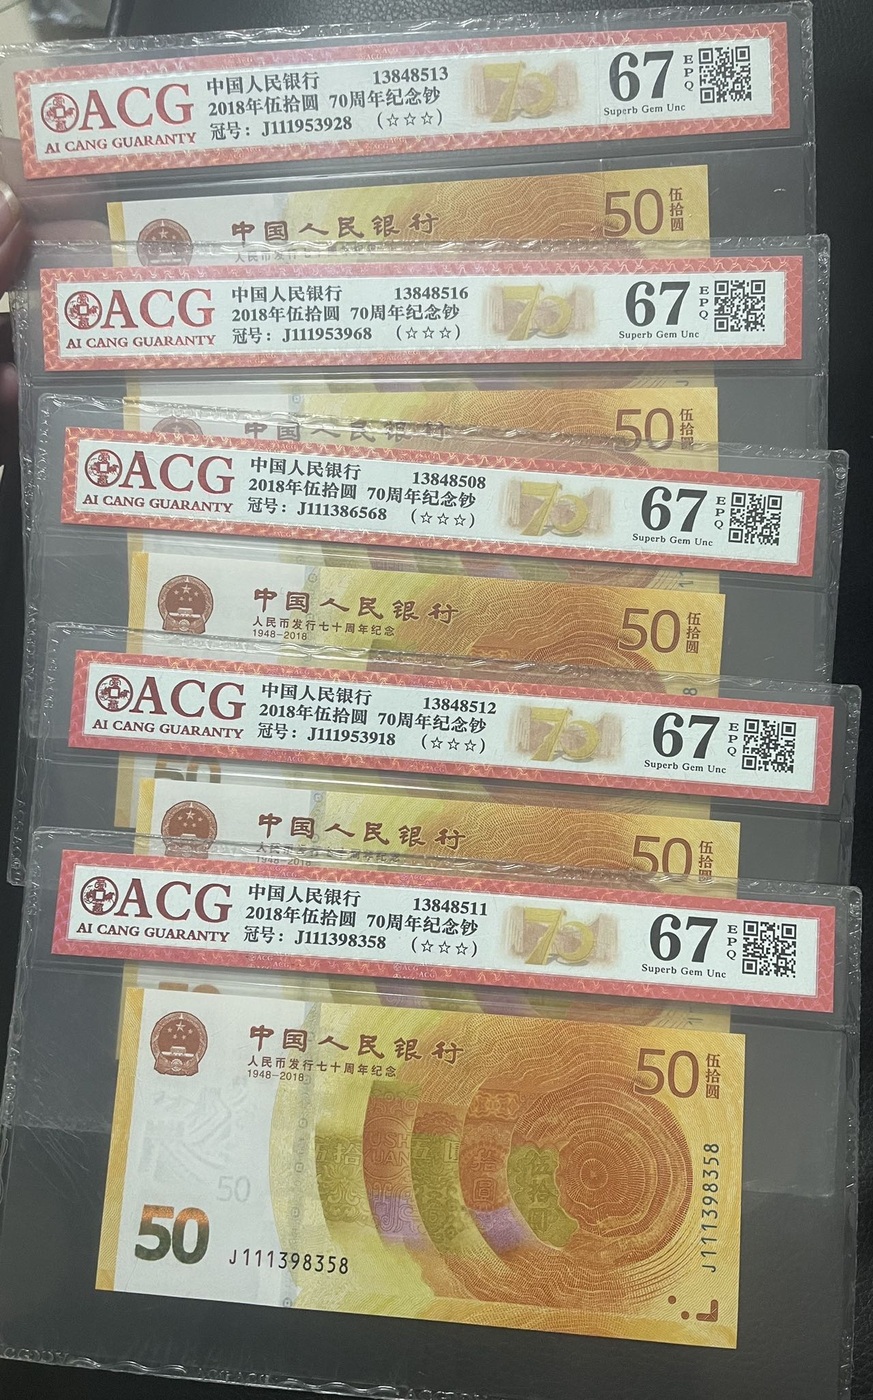 ACG
AI CANG GUARANTY
中国人民银行 13848513
2018年伍拾圆 70周年纪念钞
冠号: J111953928 (☆☆☆)
70
67
EPQ
Superb Gem Unc
中国人民银行
50 伍拾圆
ACG
AI CANG GUARANTY
中国人民银行 13848516
2018年伍拾圆 70周年纪念钞
冠号: J111953968 (☆☆☆)
70
67
EPQ
Superb Gem Unc
中国人民银行
50 伍拾圆
ACG
AI CANG GUARANTY
中国人民银行 13848508
2018年伍拾圆 70周年纪念钞
冠号: J111386568 (☆☆☆)
70
67
EPQ
Superb Gem Unc
中国人民银行
人民币发行七十周年纪念
1948-2018
50 伍拾圆
ACG
AI CANG GUARANTY
中国人民银行 13848512
2018年伍拾圆 70周年纪念钞
冠号: J111953918 (☆☆☆)
70
67
EPQ
Superb Gem Unc
中国人民银行
50 伍拾圆
ACG
AI CANG GUARANTY
中国人民银行 13848511
2018年伍拾圆 70周年纪念钞
冠号: J111398358 (☆☆☆)
70
67
EPQ
Superb Gem Unc
中国人民银行
人民币发行七十周年纪念
1948-2018
50 伍拾圆
50
50
J111398358
J111398358